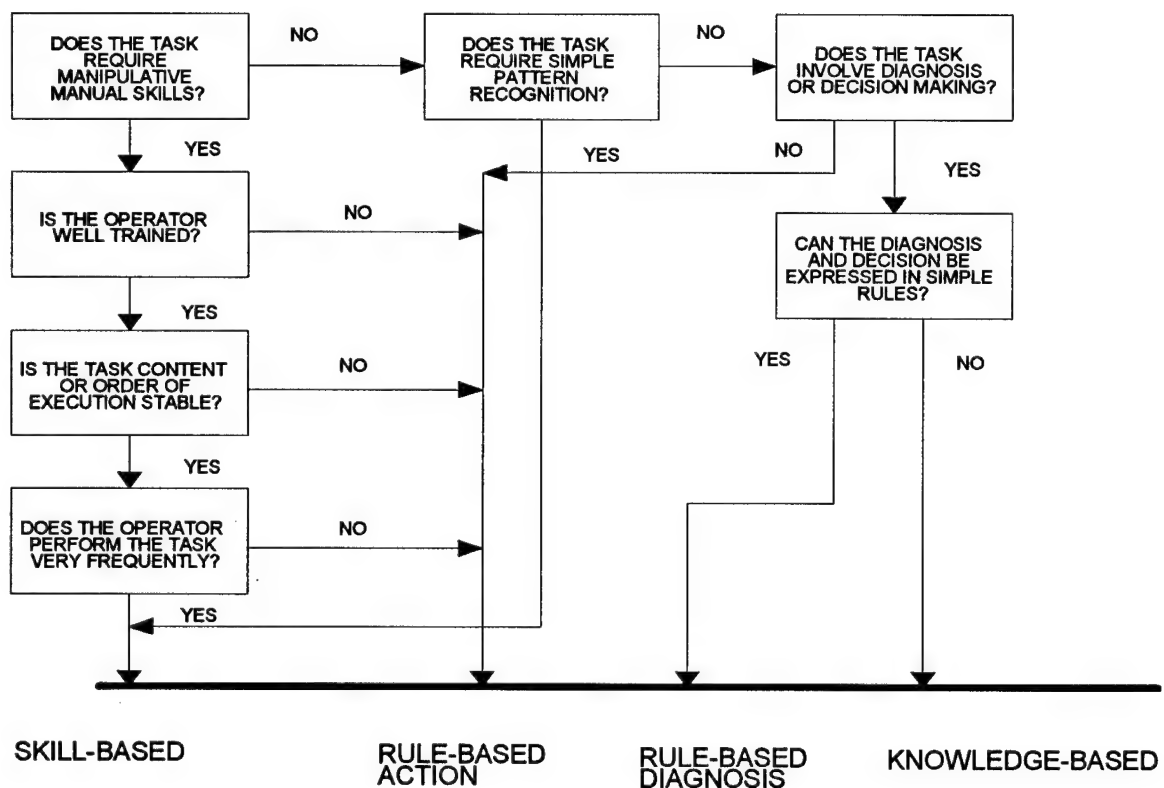 DOES THE TASK
REQUIRE
MANIPULATIVE
MANUAL SKILLS?
NO
DOES THE TASK
REQUIRE SIMPLE
PATTERN
RECOGNITION?
NO
DOES THE TASK
INVOLVE DIAGNOSIS
OR DECISION MAKING?
YES
YES
NO
YES
IS THE OPERATOR
WELL TRAINED?
NO
CAN THE DIAGNOSIS
AND DECISION BE
EXPRESSED IN SIMPLE
RULES?
YES
IS THE TASK CONTENT
OR ORDER OF
EXECUTION STABLE?
NO
YES
NO
YES
DOES THE OPERATOR
PERFORM THE TASK
VERY FREQUENTLY?
NO
YES
SKILL-BASED
RULE-BASED
ACTION
RULE-BASED
DIAGNOSIS
KNOWLEDGE-BASED